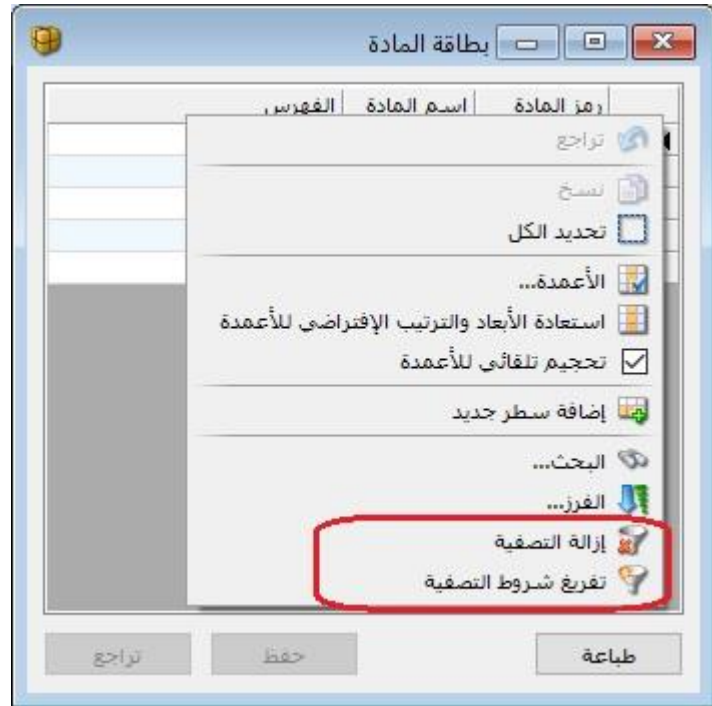 بطاقة المادة
رمز المادة اسم المادة الفهرس
تراجع
نسخ
تحديد الكل
الأعمدة...
استعادة الأبعاد والترتيب الإفتراضي للأعمدة
تحجيم تلقائي للأعمدة
إضافة سطر جديد
البحث...
الفرز...
إزالة التصفية
تفريغ شروط التصفية
طباعة حفظ تراجع